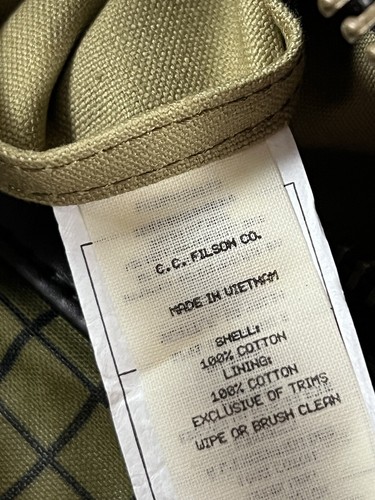 C.C. FILSON CO.
MADE IN VIETNAM
SHELL:
100% COTTON
LINING:
100% COTTON
EXCLUSIVE OF TRIMS
WIPE OR BRUSH CLEAN